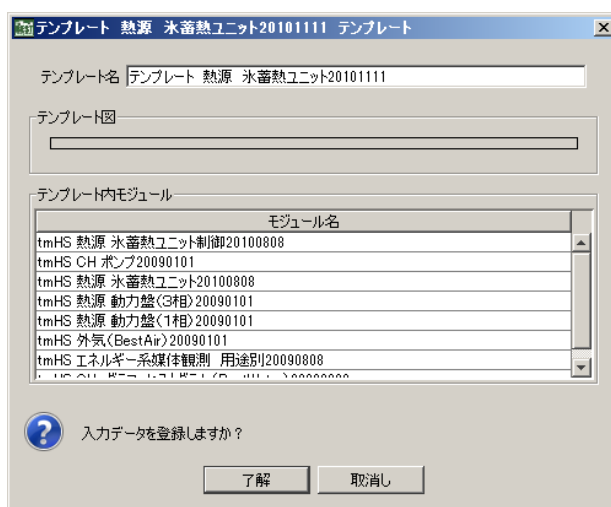 テンプレート 熱源 氷蓄熱ユニット20101111 テンプレート
テンプレート名 テンプレート 熱源 氷蓄熱ユニット20101111
テンプレート図
テンプレート内モジュール
モジュール名
tmHS 熱源 氷蓄熱ユニット制御20100808
tmHS CH ポンプ20090101
tmHS 熱源 氷蓄熱ユニット20100808
tmHS 熱源 動力盤(3相)20090101
tmHS 熱源 動力盤(1相)20090101
tmHS 外気(BestAir)20090101
tmHS エネルギー系媒体観測 用途別20090808
入力データを登録しますか?
了解 取消し